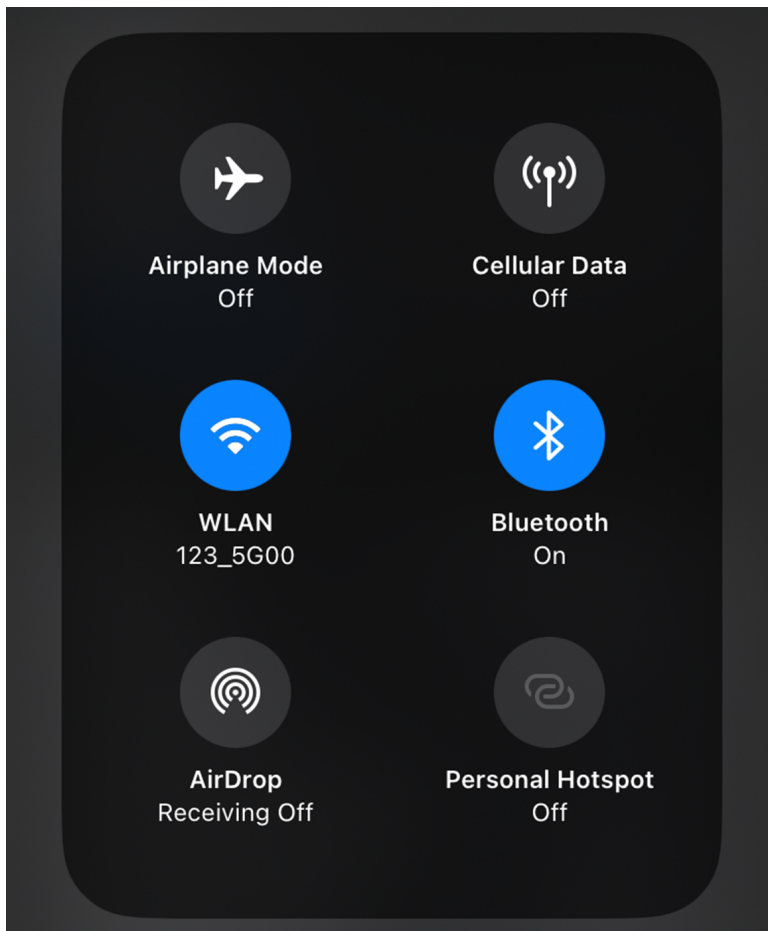 Airplane Mode
Off
Cellular Data
Off
WLAN
123_5G00
Bluetooth
On
AirDrop
Receiving Off
Personal Hotspot
Off